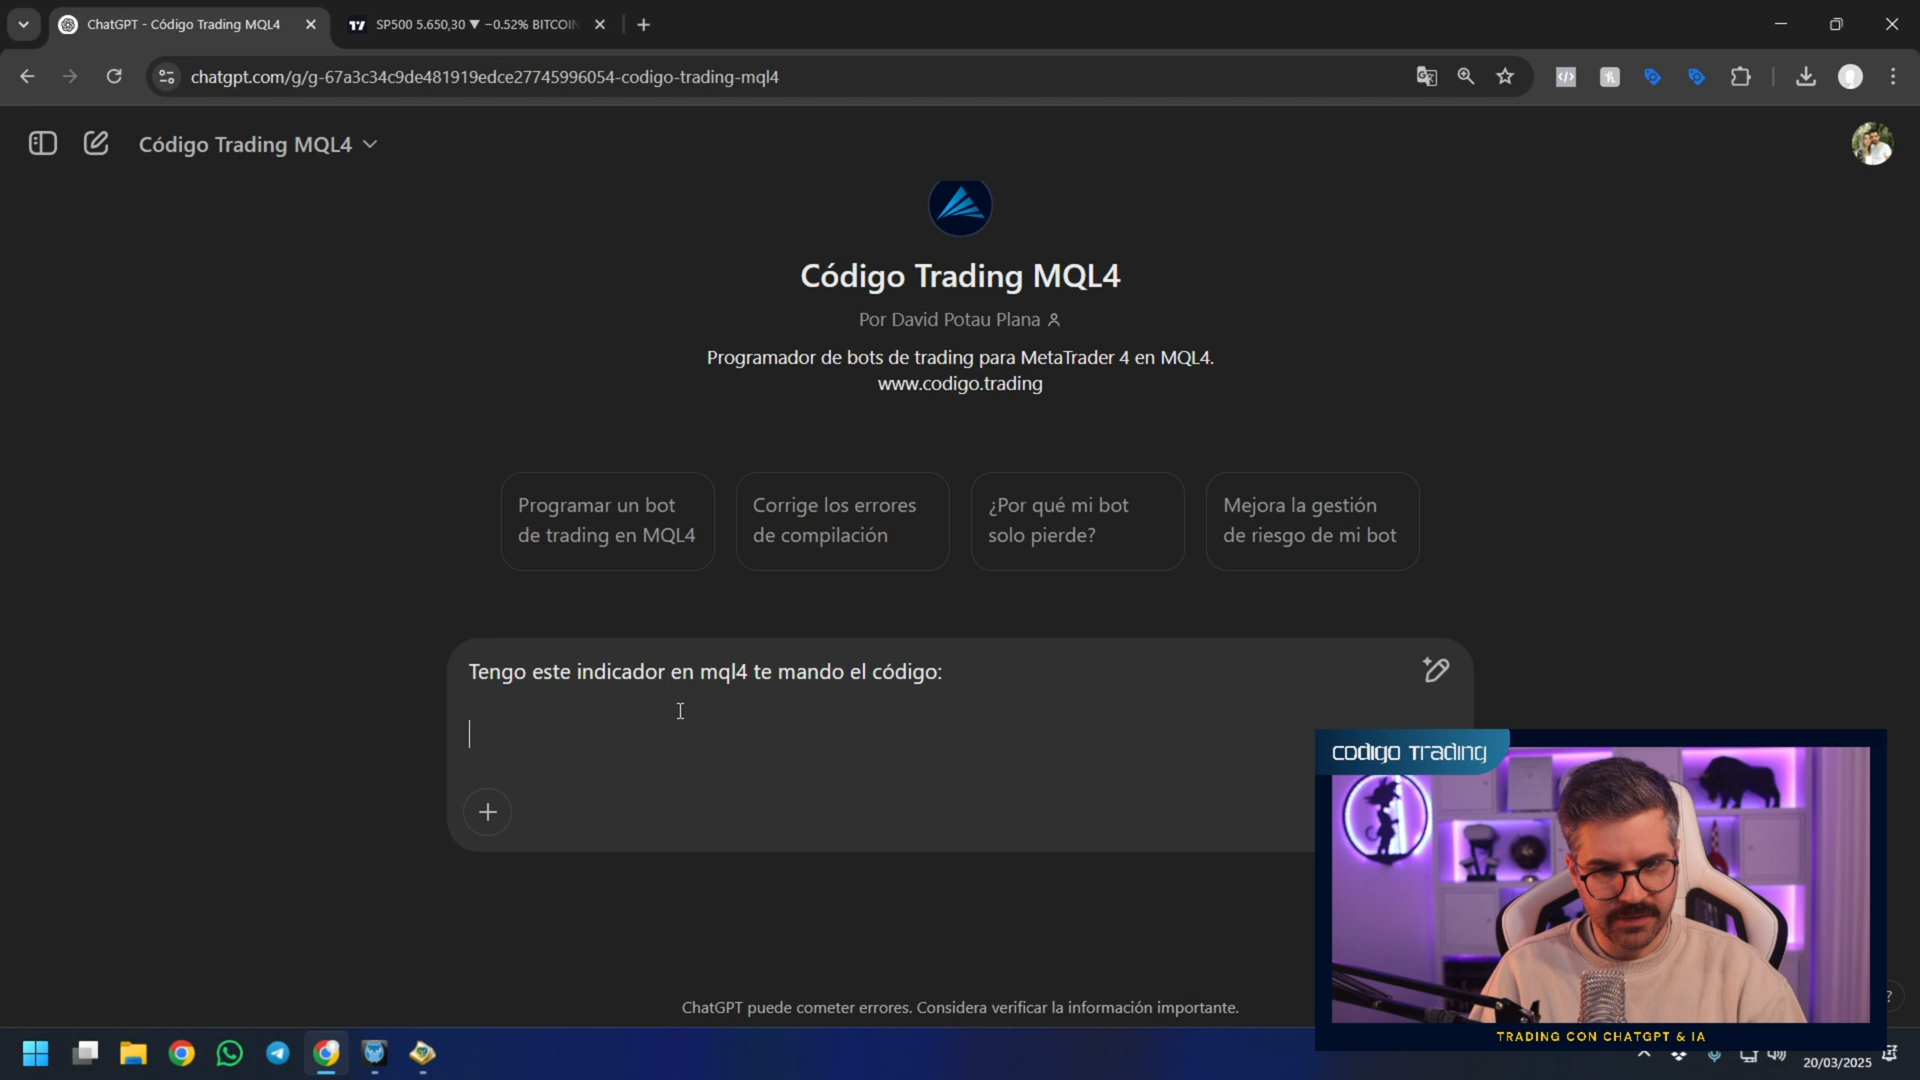 ChatGPT - Código Trading MQL4
SP500 5.650,30 ▼ −0.52% BITCOIN
chatgpt.com/g/g-67a3c34c9de481919edce27745996054-codigo-trading-mql4
Código Trading MQL4
Código Trading MQL4
Por David Potau Plana
Programador de bots de trading para MetaTrader 4 en MQL4.
www.codigo.trading
Programar un bot
de trading en MQL4
Corrige los errores
de compilación
¿Por qué mi bot
solo pierde?
Mejora la gestión
de riesgo de mi bot
Tengo este indicador en mql4 te mando el código:
codigo Trading
TRADING CON CHATGPT & IA
ChatGPT puede cometer errores. Considera verificar la información importante.
20/03/2025